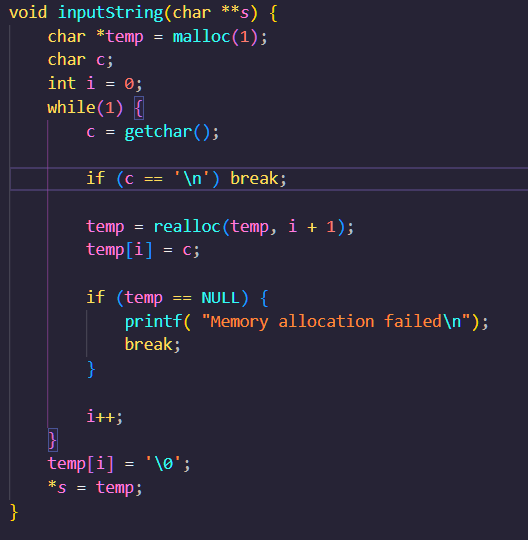 void inputString(char **s) {
    char *temp = malloc(1);
    char c;
    int i = 0;
    while(1) {
        c = getchar();
        if (c == '\n') break;
        temp = realloc(temp, i + 1);
        temp[i] = c;
        if (temp == NULL) {
            printf( "Memory allocation failed\n");
            break;
        }
        i++;
    }
    temp[i] = '\0';
    *s = temp;
}